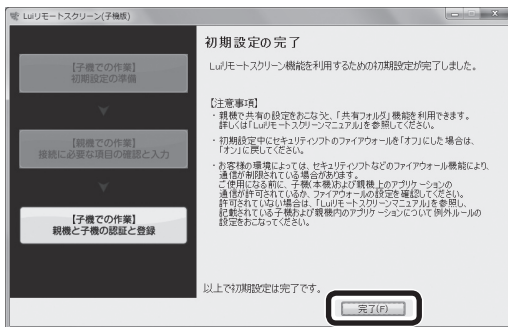 Luiリモートスクリーン(子機版)
【子機での作業】
初期設定の準備
【親機での作業】
接続に必要な項目の確認と入力
【子機での作業】
親機と子機の認証と登録
初期設定の完了
Luiリモートスクリーン機能を利用するための初期設定が完了しました。
【注意事項】
・親機で共有の設定をおこなうと、「共有フォルダ」機能を利用できます。
詳しくは「Luiリモートスクリーンマニュアル」を参照してください。
・初期設定中にセキュリティソフトのファイアウォールを「オフ」にした場合は、
「オン」に戻してください。
・お客様の環境によっては、セキュリティソフトなどのファイアウォール機能により、
通信が制限されている場合があります。
ご使用になる前に、子機(本機)および親機上のアプリケーションの
通信が許可されているか、ファイアウォールの設定を確認してください。
許可されていない場合は、「Luiリモートスクリーンマニュアル」を参照し、
記載されている子機および親機内のアプリケーションについて例外ルールの
設定をおこなってください。
以上で初期設定は完了です。
完了(F)